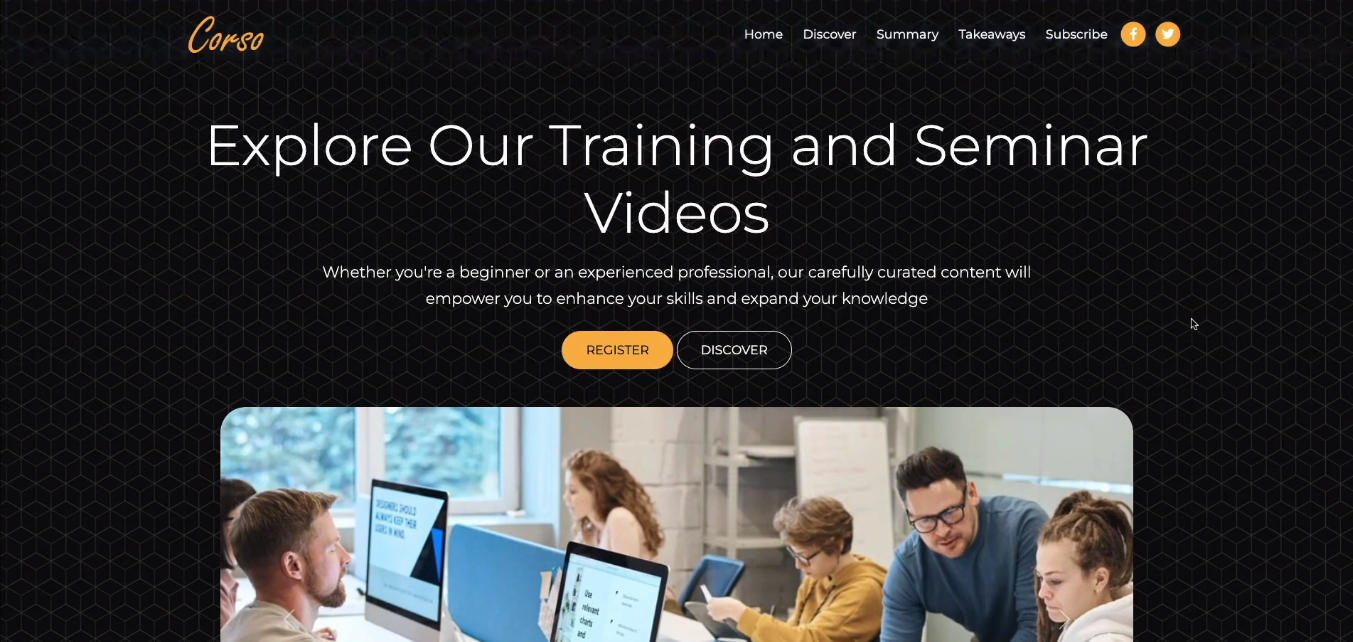 Corso
Home Discover Summary Takeaways Subscribe
Explore Our Training and Seminar
Videos
Whether you're a beginner or an experienced professional, our carefully curated content will
empower you to enhance your skills and expand your knowledge
REGISTER DISCOVER
DESIGNERS SHOULD
ALWAYS KEEP THEIR
USERS IN MIND.
Use
relevant
charts
and